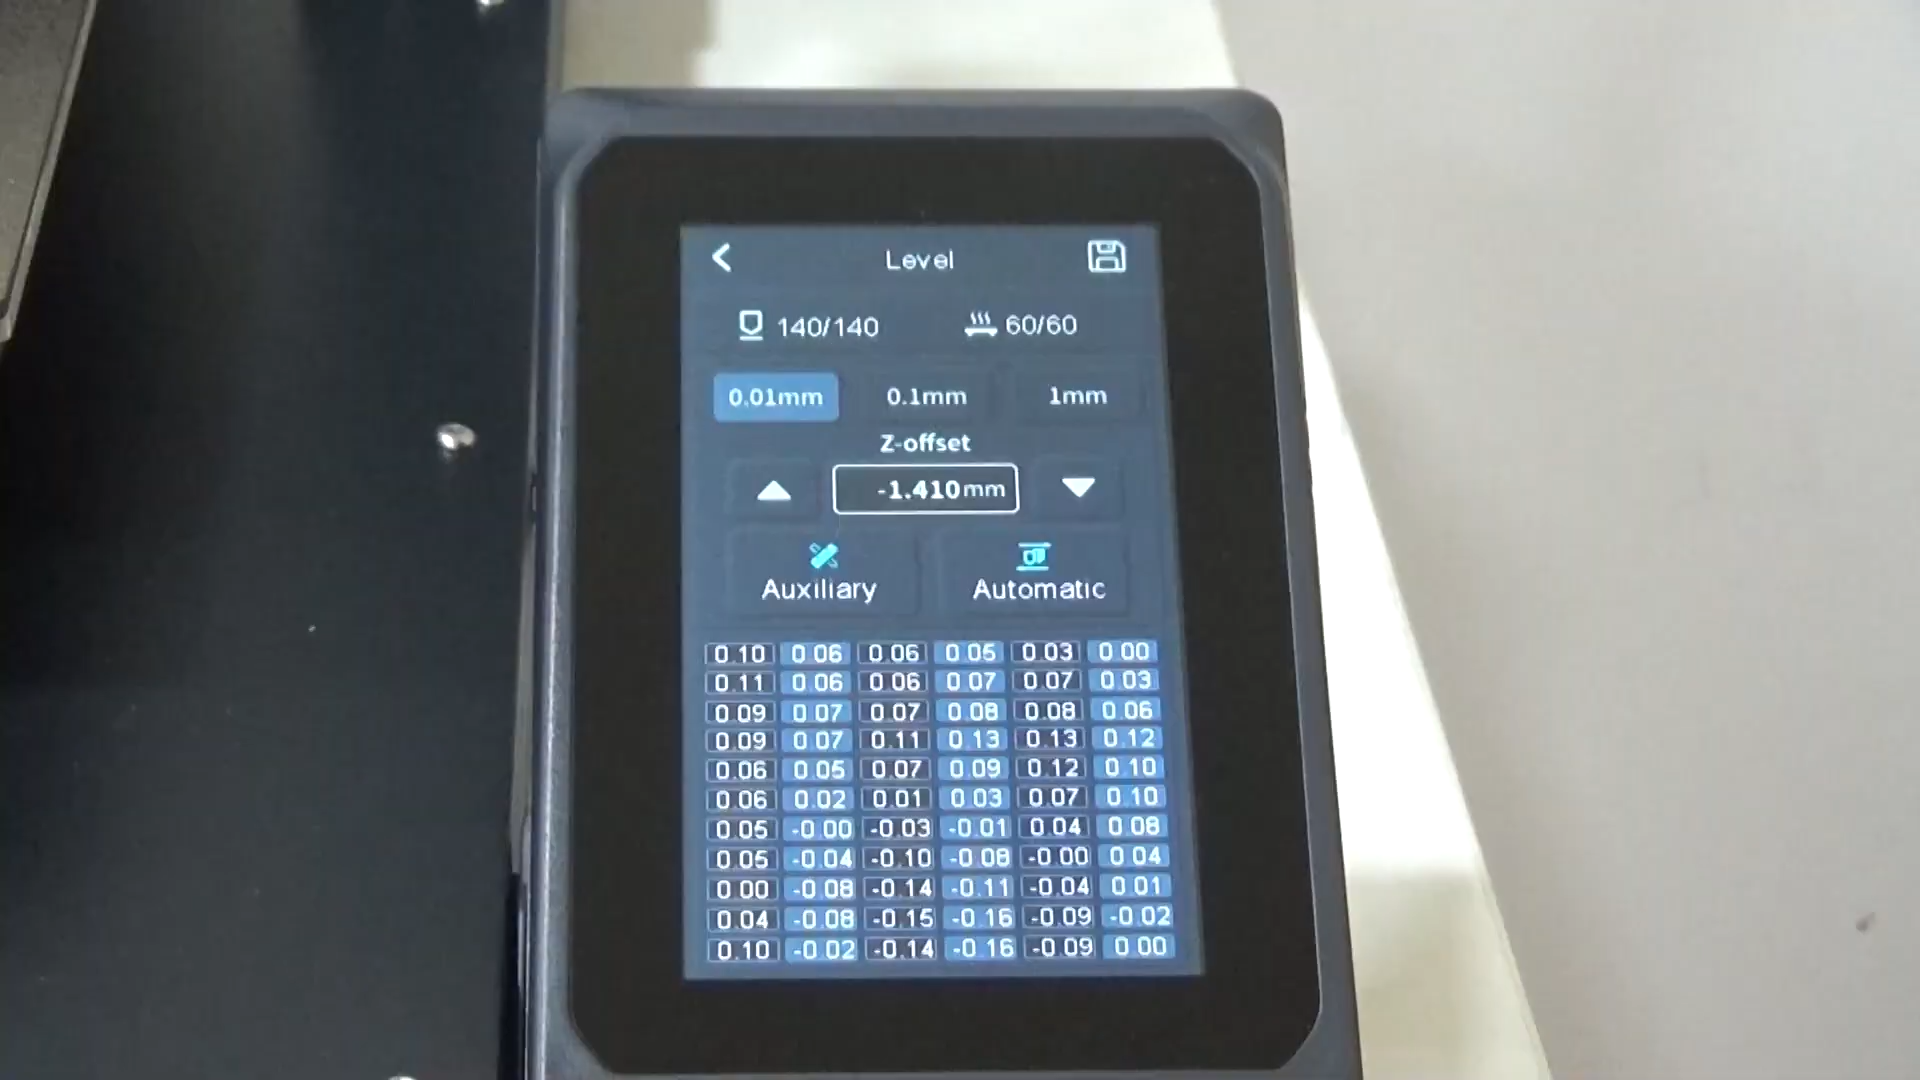 Level
140/140 60/60
0.01mm 0.1mm 1mm
Z-offset
-1.410mm
Auxiliary Automatic
0.10 0.06 0.06 0.05 0.03 0.00
0.11 0.06 0.06 0.07 0.07 0.03
0.09 0.07 0.07 0.08 0.08 0.06
0.09 0.07 0.11 0.13 0.13 0.12
0.06 0.05 0.07 0.09 0.12 0.10
0.06 0.02 0.01 0.03 0.07 0.10
0.05 -0.00 -0.03 -0.01 0.04 0.08
0.05 -0.04 -0.10 -0.08 -0.00 0.04
0.00 -0.08 -0.14 -0.11 -0.04 0.01
0.04 -0.08 -0.15 -0.16 -0.09 -0.02
0.10 -0.02 -0.14 -0.16 -0.09 0.00